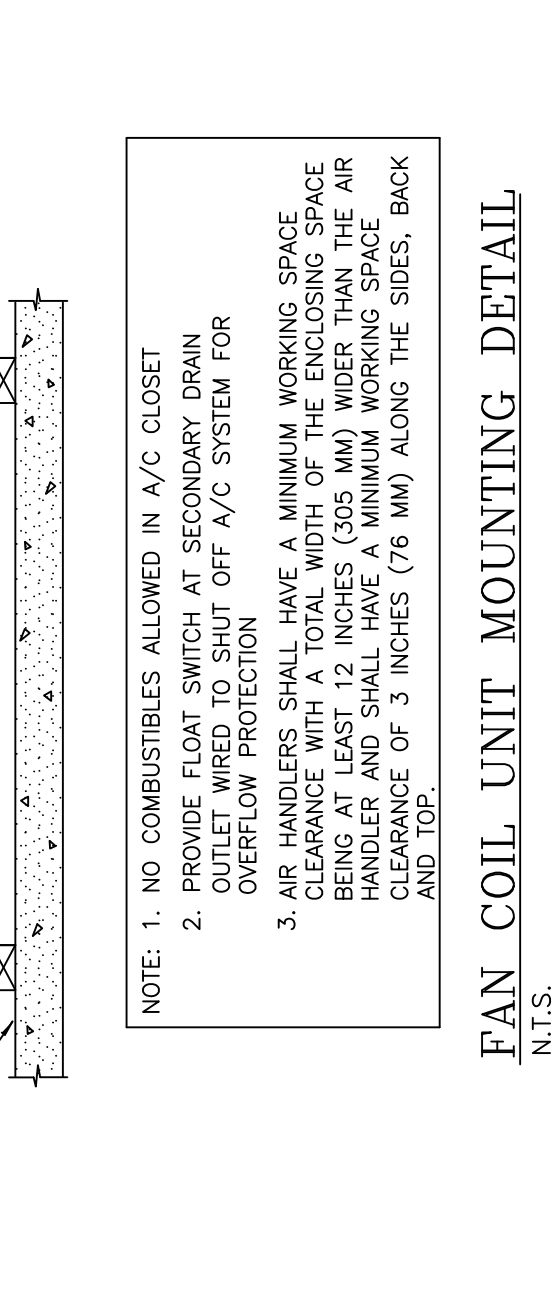 NOTE: 1. NO COMBUSTIBLES ALLOWED IN A/C CLOSET
2. PROVIDE FLOAT SWITCH AT SECONDARY DRAIN
OUTLET WIRED TO SHUT OFF A/C SYSTEM FOR
OVERFLOW PROTECTION
3. AIR HANDLERS SHALL HAVE A MINIMUM WORKING SPACE
CLEARANCE WITH A TOTAL WIDTH OF THE ENCLOSING SPACE
BEING AT LEAST 12 INCHES (305 MM) WIDER THAN THE AIR
HANDLER AND SHALL HAVE A MINIMUM WORKING SPACE
CLEARANCE OF 3 INCHES (76 MM) ALONG THE SIDES, BACK
AND TOP.
FAN COIL UNIT MOUNTING DETAIL
N.T.S.